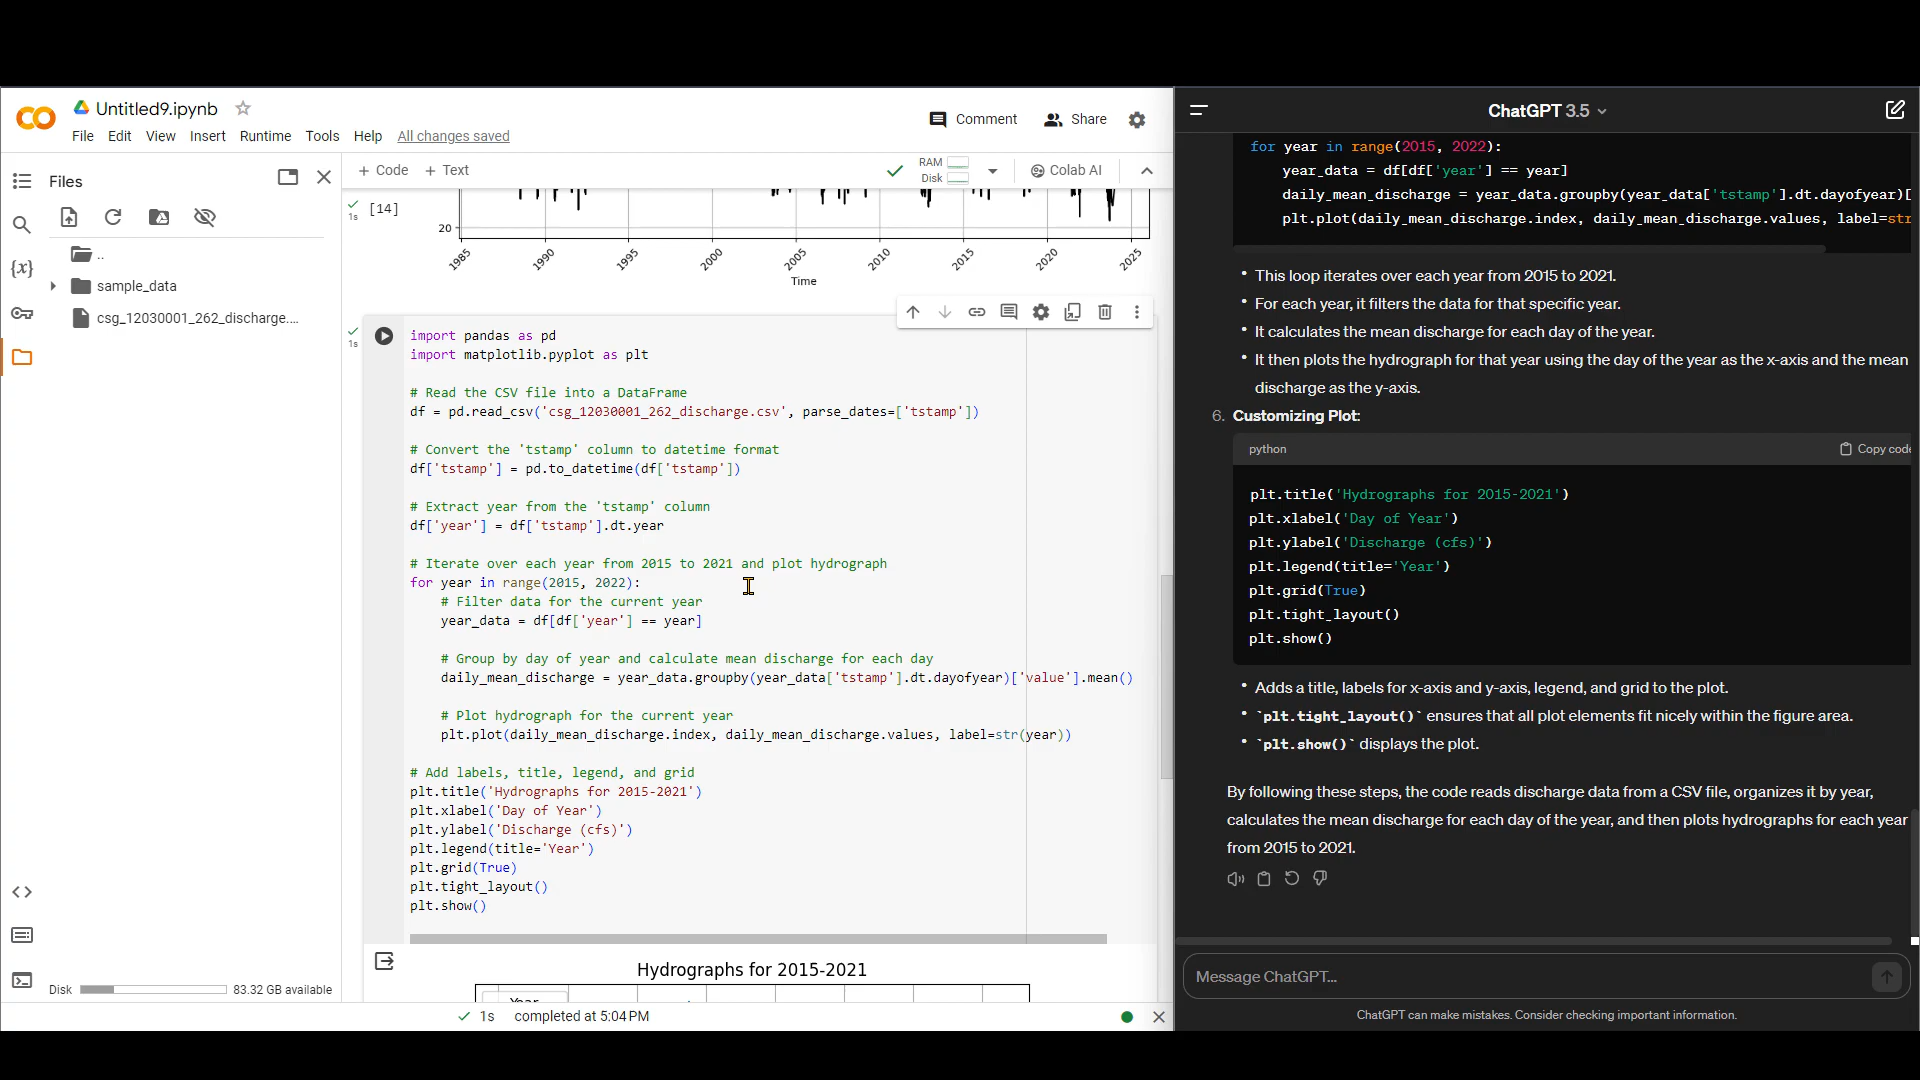 Untitled9.ipynb
File Edit View Insert Runtime Tools Help All changes saved
Comment
Share
Files
..
sample_data
csg_12030001_262_discharge....
Disk
83.32 GB available
+ Code + Text
RAM
Disk
Colab AI
1s
[14]
20
1985 1990 1995 2000 2005 2010 2015 2020 2025
Time
1s
import pandas as pd
import matplotlib.pyplot as plt
# Read the CSV file into a DataFrame
df = pd.read_csv('csg_12030001_262_discharge.csv', parse_dates=['tstamp'])
# Convert the 'tstamp' column to datetime format
df['tstamp'] = pd.to_datetime(df['tstamp'])
# Extract year from the 'tstamp' column
df['year'] = df['tstamp'].dt.year
# Iterate over each year from 2015 to 2021 and plot hydrograph
for year in range(2015, 2022):
# Filter data for the current year
year_data = df[df['year'] == year]
# Group by day of year and calculate mean discharge for each day
daily_mean_discharge = year_data.groupby(year_data['tstamp'].dt.dayofyear)['value'].mean()
# Plot hydrograph for the current year
plt.plot(daily_mean_discharge.index, daily_mean_discharge.values, label=str(year))
# Add labels, title, legend, and grid
plt.title('Hydrographs for 2015-2021')
plt.xlabel('Day of Year')
plt.ylabel('Discharge (cfs)')
plt.legend(title='Year')
plt.grid(True)
plt.tight_layout()
plt.show()
Hydrographs for 2015-2021
Year
1s completed at 5:04 PM
ChatGPT 3.5
for year in range(2015, 2022):
year_data = df[df['year'] == year]
daily_mean_discharge = year_data.groupby(year_data['tstamp'].dt.dayofyear)[
plt.plot(daily_mean_discharge.index, daily_mean_discharge.values, label=str
• This loop iterates over each year from 2015 to 2021.
• For each year, it filters the data for that specific year.
• It calculates the mean discharge for each day of the year.
• It then plots the hydrograph for that year using the day of the year as the x-axis and the mean
discharge as the y-axis.
6. Customizing Plot:
python
Copy code
plt.title('Hydrographs for 2015-2021')
plt.xlabel('Day of Year')
plt.ylabel('Discharge (cfs)')
plt.legend(title='Year')
plt.grid(True)
plt.tight_layout()
plt.show()
• Adds a title, labels for x-axis and y-axis, legend, and grid to the plot.
• `plt.tight_layout()` ensures that all plot elements fit nicely within the figure area.
• `plt.show()` displays the plot.
By following these steps, the code reads discharge data from a CSV file, organizes it by year,
calculates the mean discharge for each day of the year, and then plots hydrographs for each year
from 2015 to 2021.
Message ChatGPT...
ChatGPT can make mistakes. Consider checking important information.